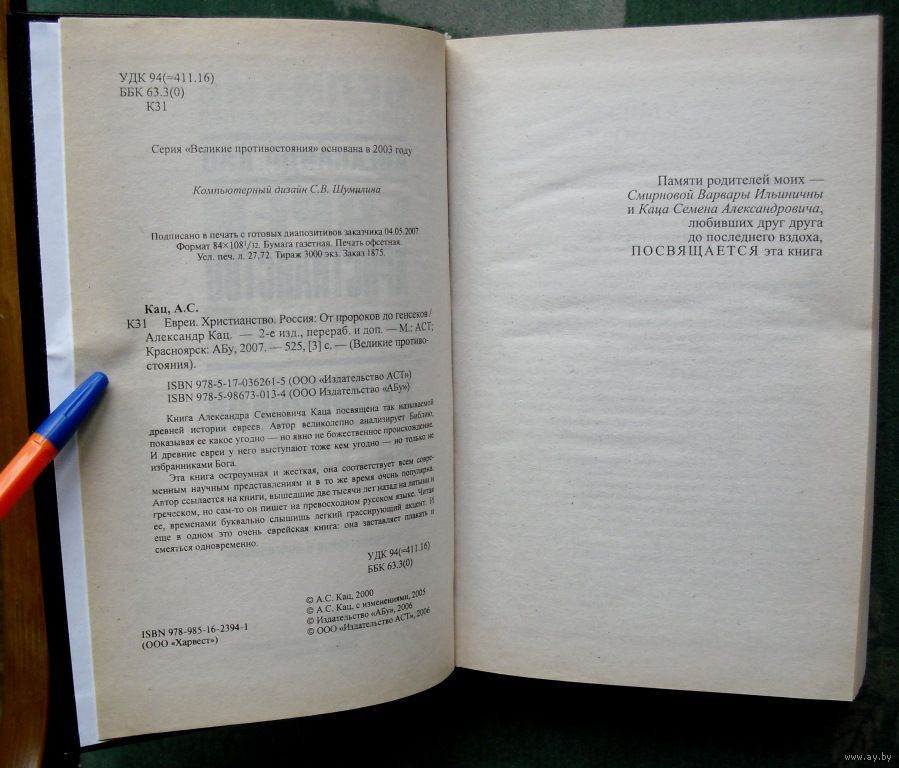 УДК 94(=411.16)
ББК 63.3(0)
К31
Серия «Великие противостояния» основана в 2003 году
Компьютерный дизайн С.В. Шумилина
Подписано в печать с готовых диапозитивов заказчика 04.05.2007
Формат 84×108 1/32. Бумага газетная. Печать офсетная.
Усл. печ. л. 27,72. Тираж 3000 экз. Заказ 1875.
Кац, А.С.
К31 Евреи. Христианство. Россия: От пророков до генсеков /
Александр Кац. — 2-е изд., перераб. и доп. — М.: АСТ;
Красноярск: АБу, 2007. — 525, [3] с. — (Великие противо-
стояния).
ISBN 978-5-17-036261-5 (ООО «Издательство АСТ»)
ISBN 978-5-98673-013-4 (ООО Издательство «АБу»)
Книга Александра Семеновича Каца посвящена так называемой
древней истории евреев. Автор великолепно анализирует Библию,
показывая ее какое угодно — но явно не божественное происхождение.
И древние евреи у него выступают тоже кем угодно — но только не
избранниками Бога.
Эта книга остроумная и жесткая, она соответствует всем совре-
менным научным представлениям и в то же время очень популярна.
Автор ссылается на книги, вышедшие две тысячи лет назад на латыни и
греческом, но сам-то он пишет на превосходном русском языке. Читая
ее, временами буквально слышишь легкий грассирующий акцент. И
еще в одном это очень еврейская книга: она заставляет плакать и
смеяться одновременно.
УДК 94(=411.16)
ББК 63.3(0)
© А.С. Кац, 2000
© А.С. Кац, с изменениями, 2005
© Издательство «АБу», 2006
© ООО «Издательство АСТ», 2006
ISBN 978-985-16-2394-1
(ООО «Харвест»)
Памяти родителей моих —
Смирновой Варвары Ильиничны
и Каца Семена Александровича,
любивших друг друга
до последнего вздоха,
ПОСВЯЩАЕТСЯ эта книга
www.ay.by